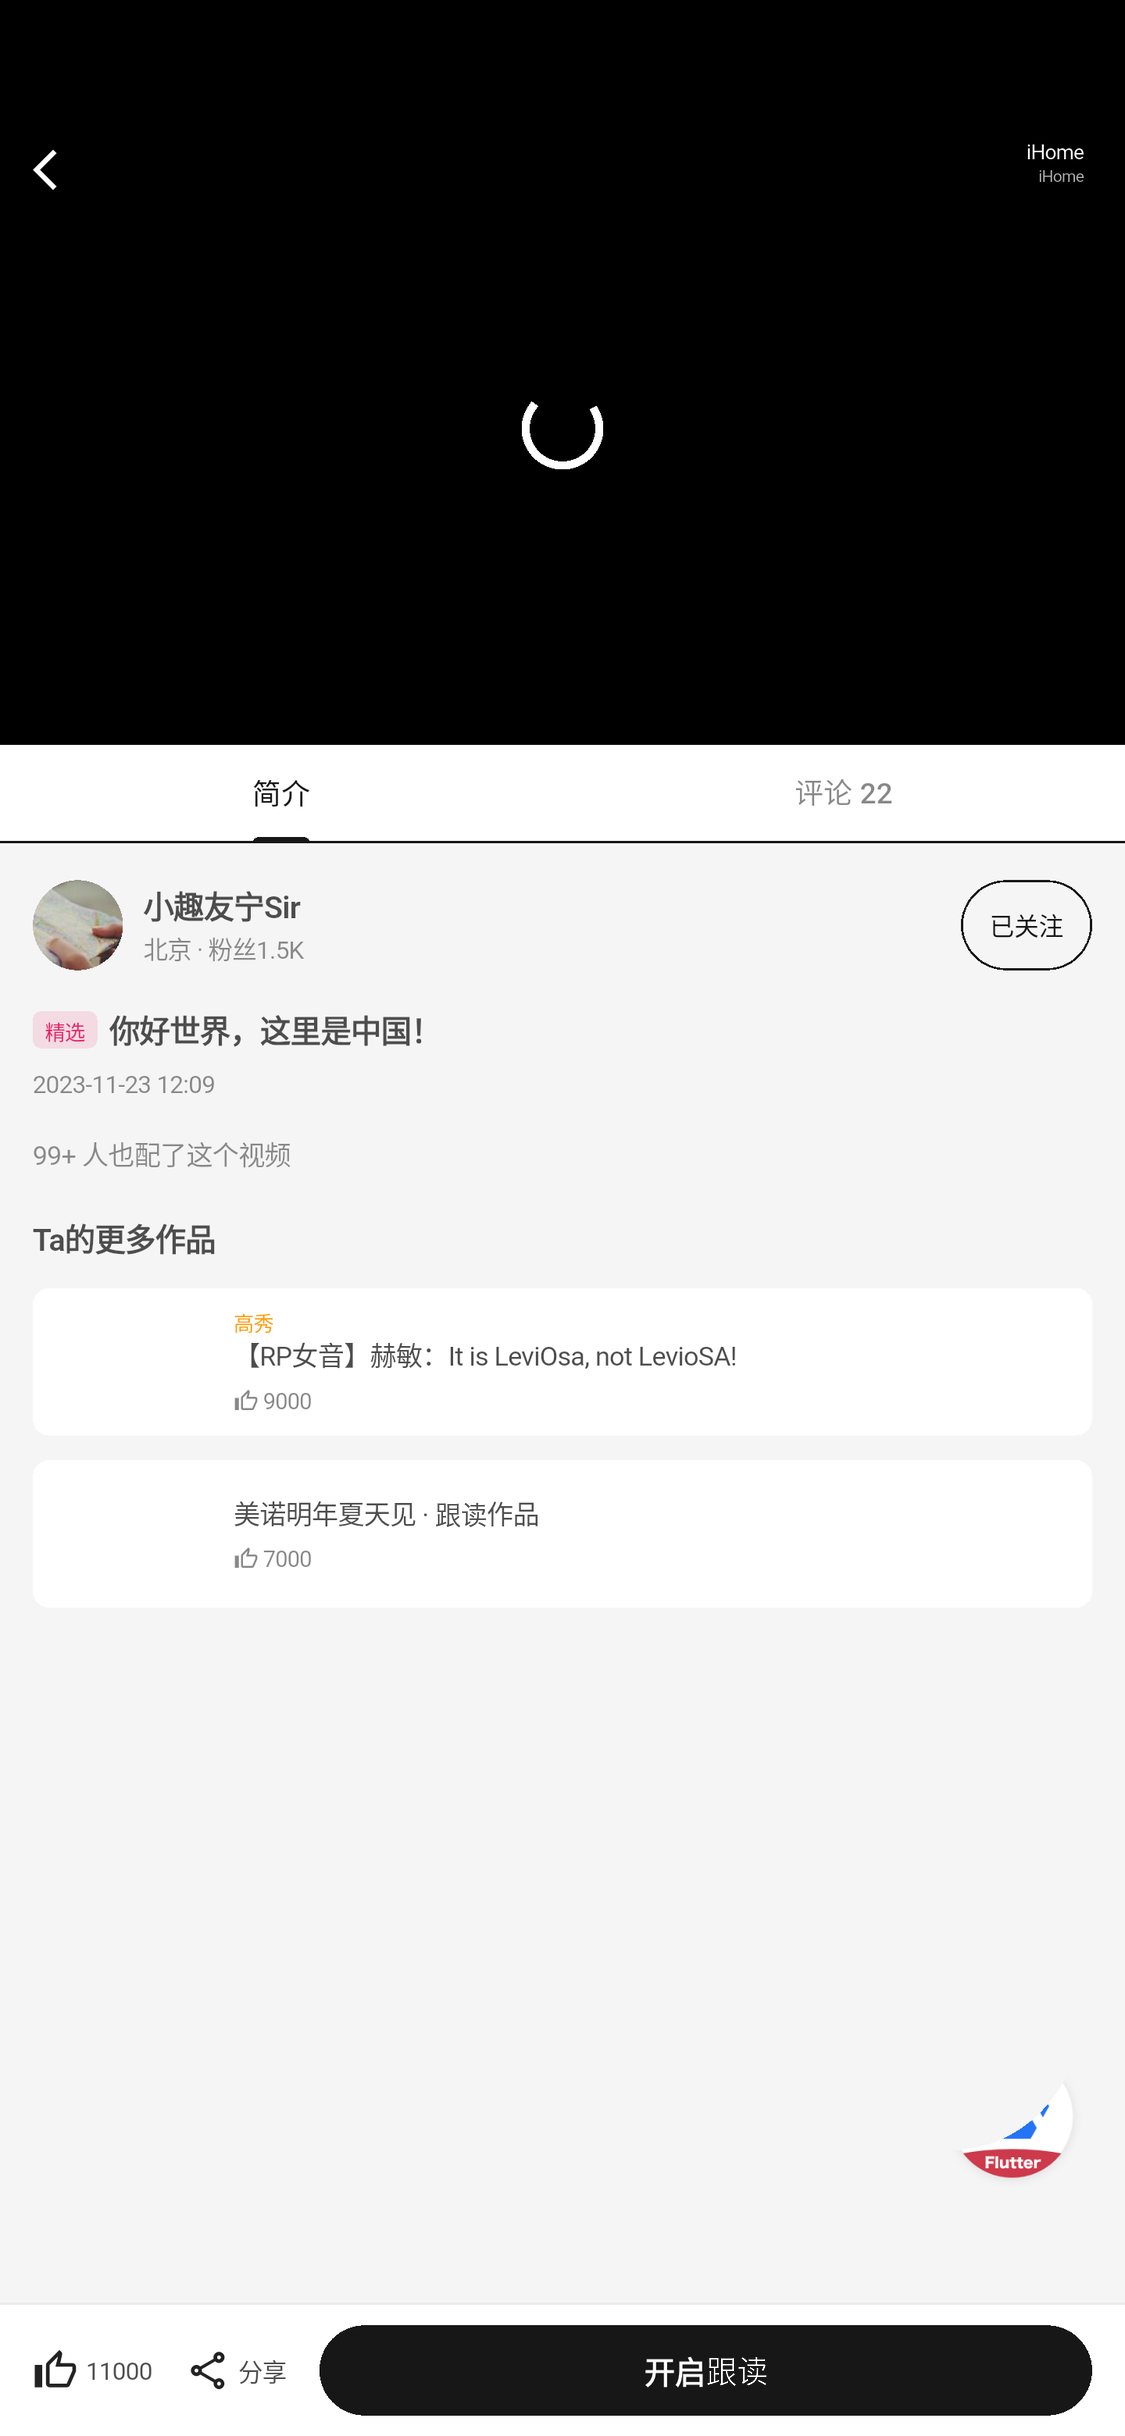 iHome
iHome
简介
评论 22
小趣友宁Sir
北京 · 粉丝1.5K
已关注
精选 你好世界，这里是中国！
2023-11-23 12:09
99+ 人也配了这个视频
Ta的更多作品
高秀
【RP女音】赫敏：It is LeviOsa, not LevioSA!
9000
美诺明年夏天见 · 跟读作品
7000
Flutter
11000
分享
开启跟读